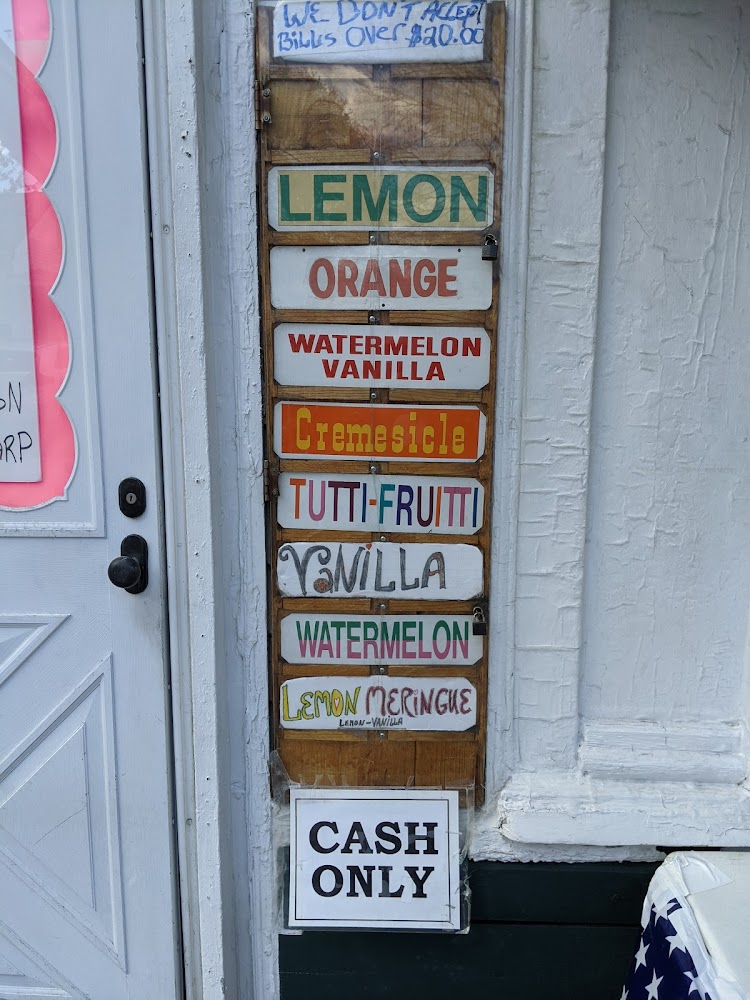 WE DON'T ACCEPT
BILLS OVER $20.00
LEMON
ORANGE
WATERMELON
VANILLA
Cremesicle
TUTTI-FRUITTI
VANILLA
WATERMELON
LEMON MERINGUE
LEMON-VANILLA
CASH
ONLY